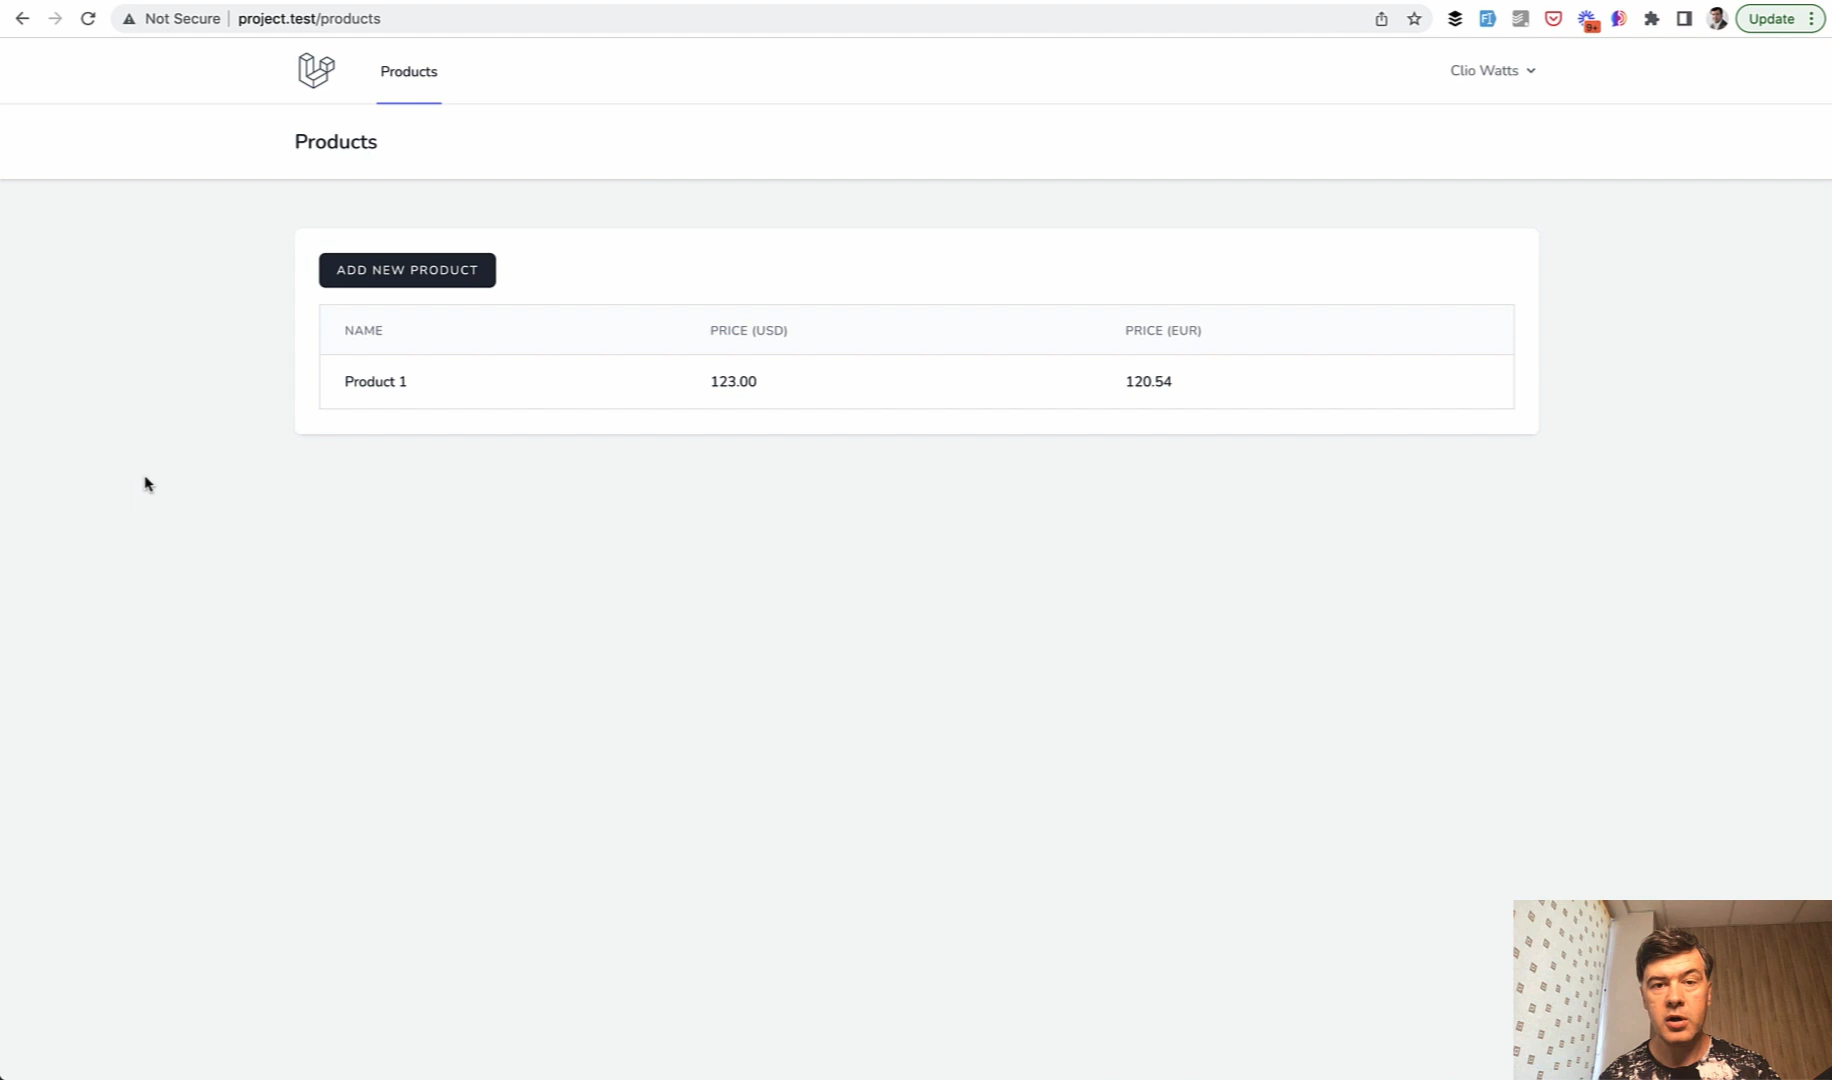 Not Secure | project.test/products
9+
Update
Products
Clio Watts
Products
ADD NEW PRODUCT
NAME PRICE (USD) PRICE (EUR)
Product 1 123.00 120.54